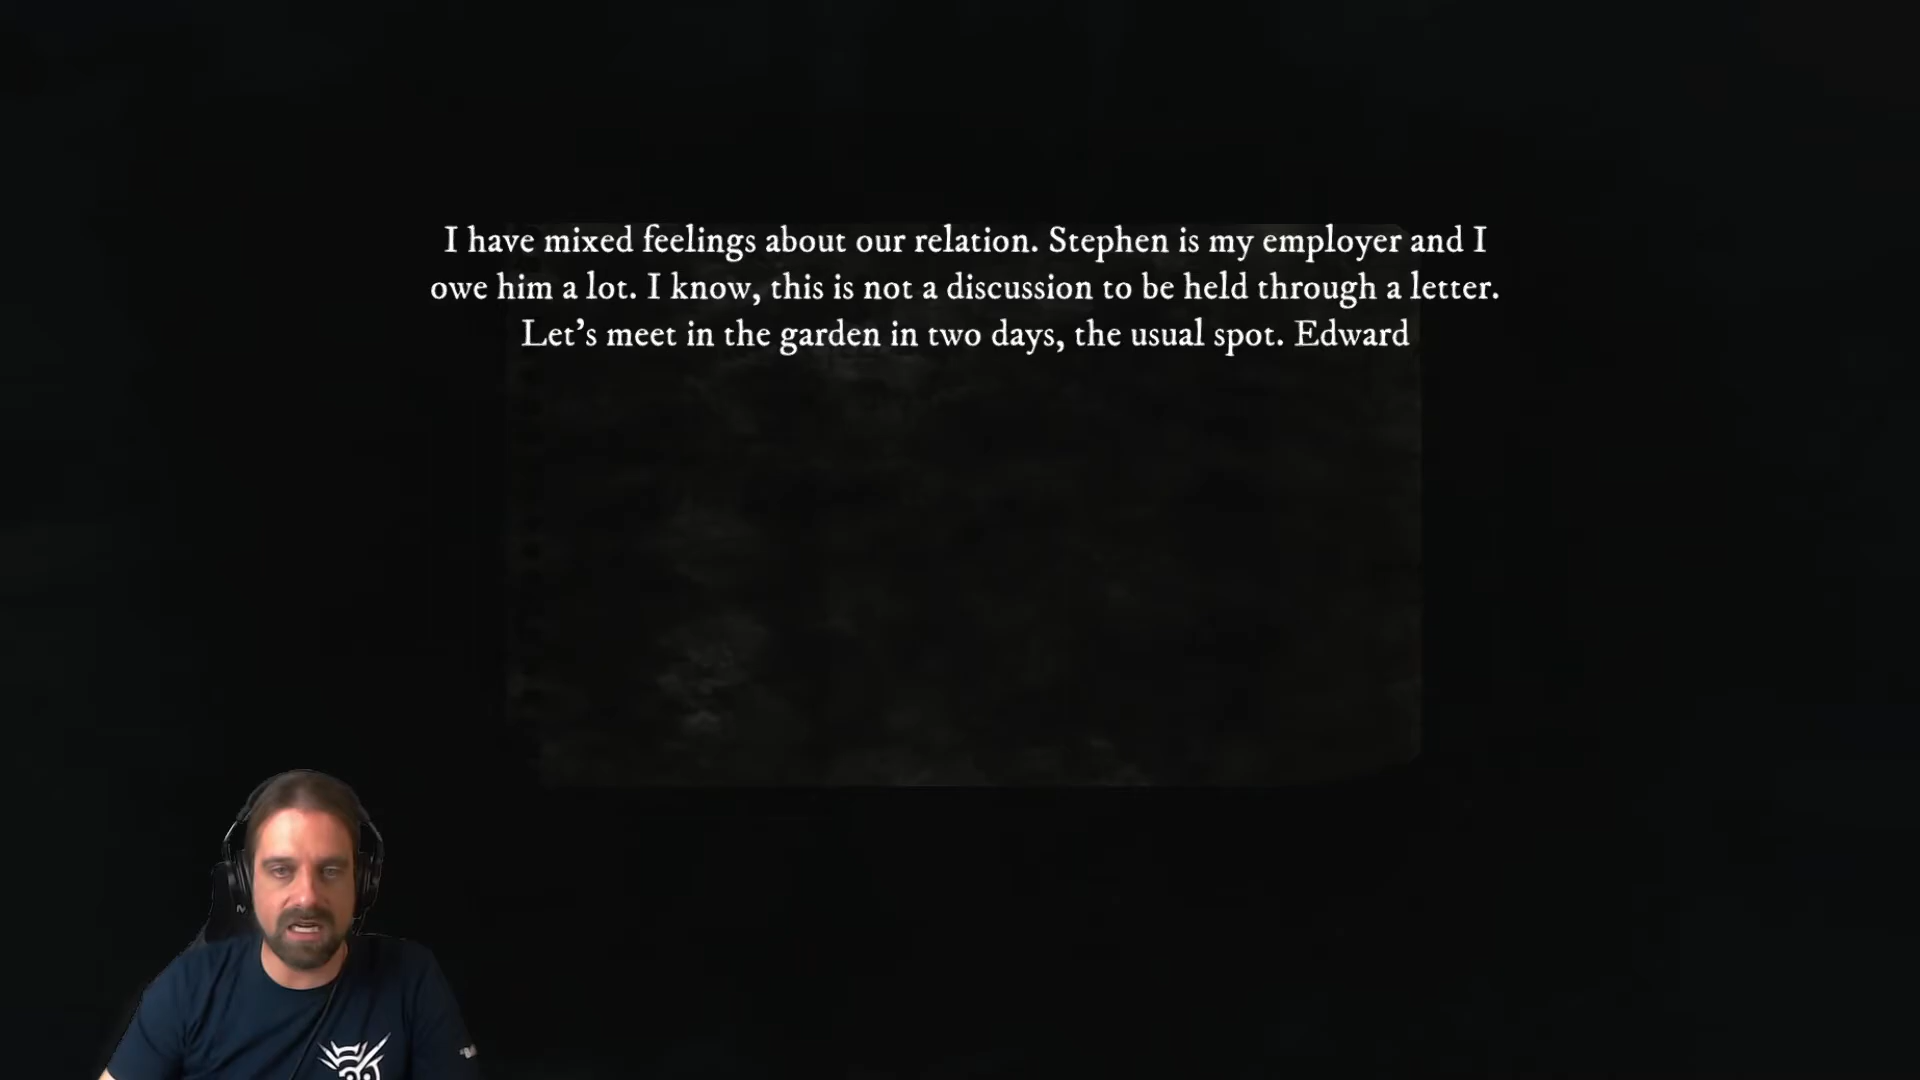 I have mixed feelings about our relation. Stephen is my employer and I
owe him a lot. I know, this is not a discussion to be held through a letter.
Let’s meet in the garden in two days, the usual spot. Edward